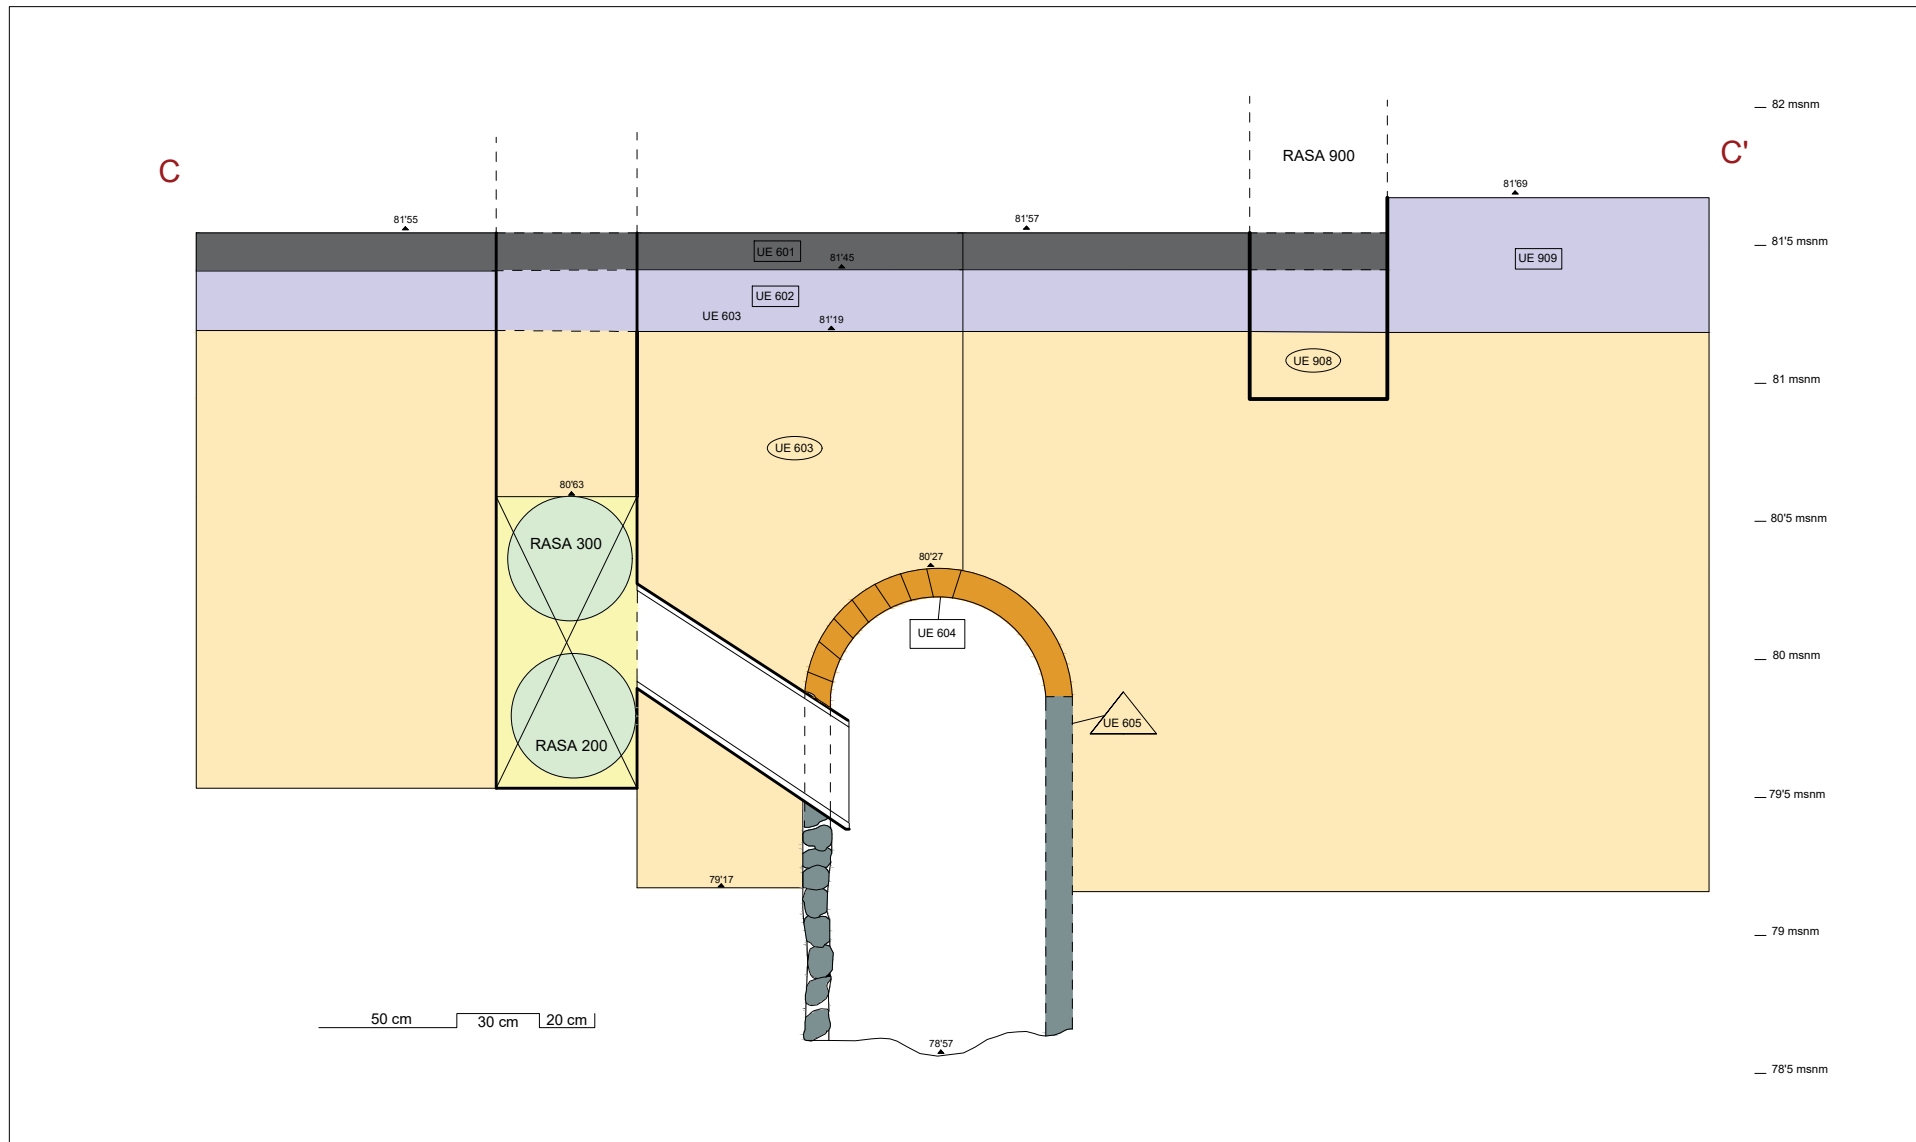 82 msnm
C
RASA 900
C'
81'69
81'55
81'57
81'5 msnm
UE 601
81'45
UE 909
UE 602
UE 603
81'19
UE 908
81 msnm
UE 603
80'63
80'5 msnm
RASA 300
80'27
UE 604
80 msnm
UE 605
RASA 200
79'5 msnm
79'17
79 msnm
50 cm
30 cm
20 cm
78'57
78'5 msnm